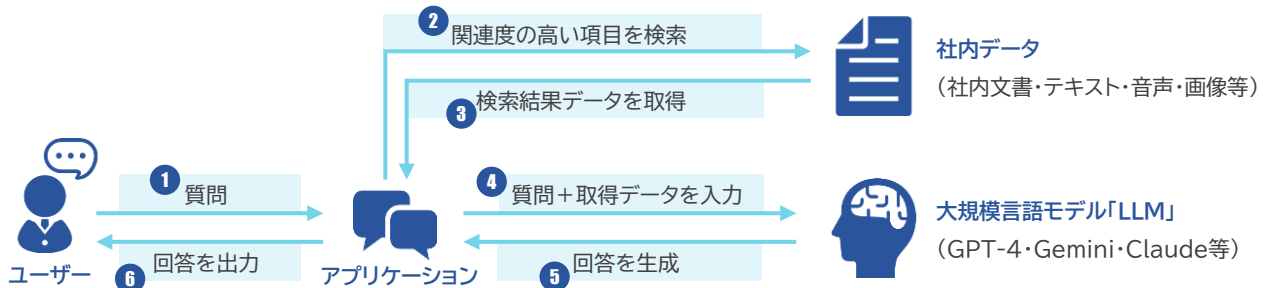 2 関連度の高い項目を検索
3 検索結果データを取得
社内データ
(社内文書・テキスト・音声・画像等)
1 質問
4 質問+取得データを入力
6 回答を出力
5 回答を生成
ユーザー
アプリケーション
大規模言語モデル「LLM」
(GPT-4・Gemini・Claude等)